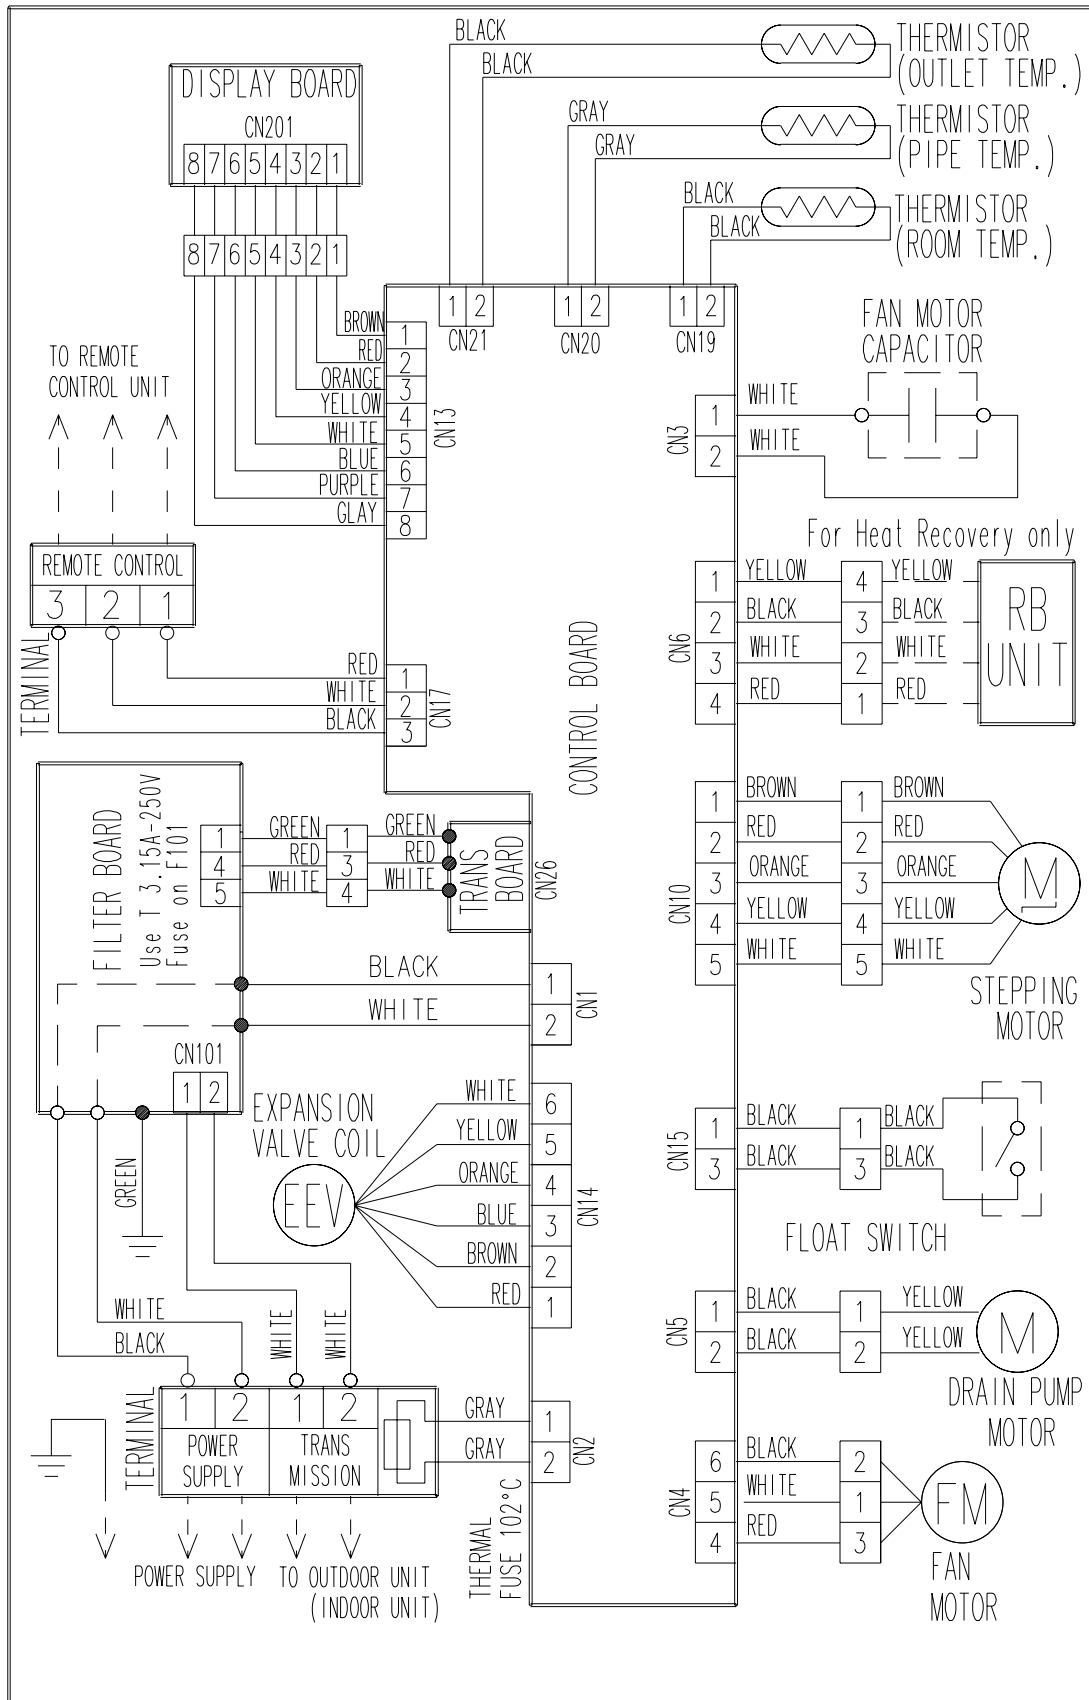 BLACK
BLACK
THERMISTOR
(OUTLET TEMP.)
GRAY
GRAY
THERMISTOR
(PIPE TEMP.)
BLACK
BLACK
THERMISTOR
(ROOM TEMP.)
DISPLAY BOARD
CN201
8 7 6 5 4 3 2 1
8 7 6 5 4 3 2 1
1 2
CN21
1 2
CN20
1 2
CN19
BROWN 1
RED 2
ORANGE 3
YELLOW 4
WHITE 5
BLUE 6
PURPLE 7
GLAY 8
CN13
TO REMOTE
CONTROL UNIT
REMOTE CONTROL
3 2 1
TERMINAL
RED 1
WHITE 2
BLACK 3
CN17
FAN MOTOR
CAPACITOR
CN3
1 WHITE
2 WHITE
For Heat Recovery only
CN6
1 YELLOW 4 YELLOW
2 BLACK 3 BLACK
3 WHITE 2 WHITE
4 RED 1 RED
RB
UNIT
CONTROL BOARD
FILTER BOARD
Use T 3.15A-250V
Fuse on F101
1 GREEN 1 GREEN
4 RED 3 RED
5 WHITE 4 WHITE
TRANS
BOARD
CN26
CN10
1 BROWN 1 BROWN
2 RED 2 RED
3 ORANGE 3 ORANGE
4 YELLOW 4 YELLOW
5 WHITE 5 WHITE
M
STEPPING
MOTOR
BLACK 1
WHITE 2
CN1
CN101
1 2
GREEN
EXPANSION
VALVE COIL
EEV
WHITE 6
YELLOW 5
ORANGE 4
BLUE 3
BROWN 2
RED 1
CN14
CN15
1 BLACK 1 BLACK
3 BLACK 3 BLACK
FLOAT SWITCH
CN5
1 BLACK 1 YELLOW
2 BLACK 2 YELLOW
M
DRAIN PUMP
MOTOR
WHITE
BLACK
WHITE
WHITE
TERMINAL
1 2 1 2
POWER
SUPPLY
TRANS
MISSION
GRAY 1
GRAY 2
CN2
THERMAL
FUSE 102°C
CN4
6 BLACK 2
5 WHITE 1
4 RED 3
FM
FAN
MOTOR
POWER SUPPLY
TO OUTDOOR UNIT
(INDOOR UNIT)